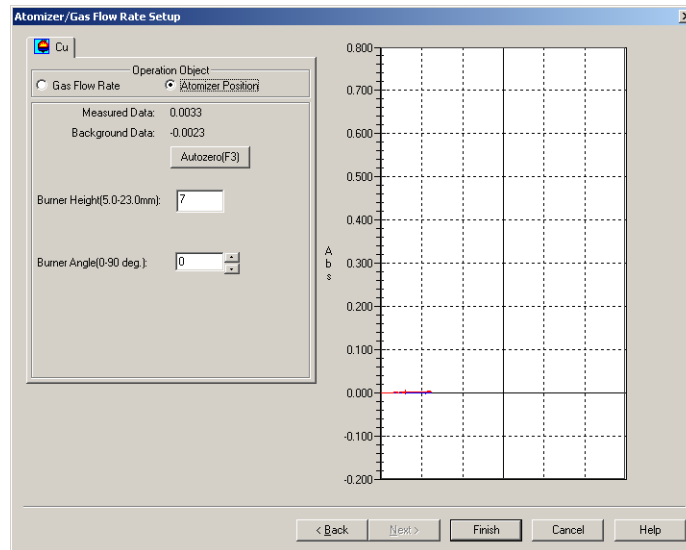 Atomizer/Gas Flow Rate Setup
Cu
Operation Object
Gas Flow Rate
Atomizer Position
Measured Data: 0.0033
Background Data: -0.0023
Autozero(F3)
Burner Height(5.0-23.0mm): 7
Burner Angle(0-90 deg.): 0
Abs
0.800
0.700
0.600
0.500
0.400
0.300
0.200
0.100
0.000
-0.100
-0.200
< Back
Next >
Finish
Cancel
Help